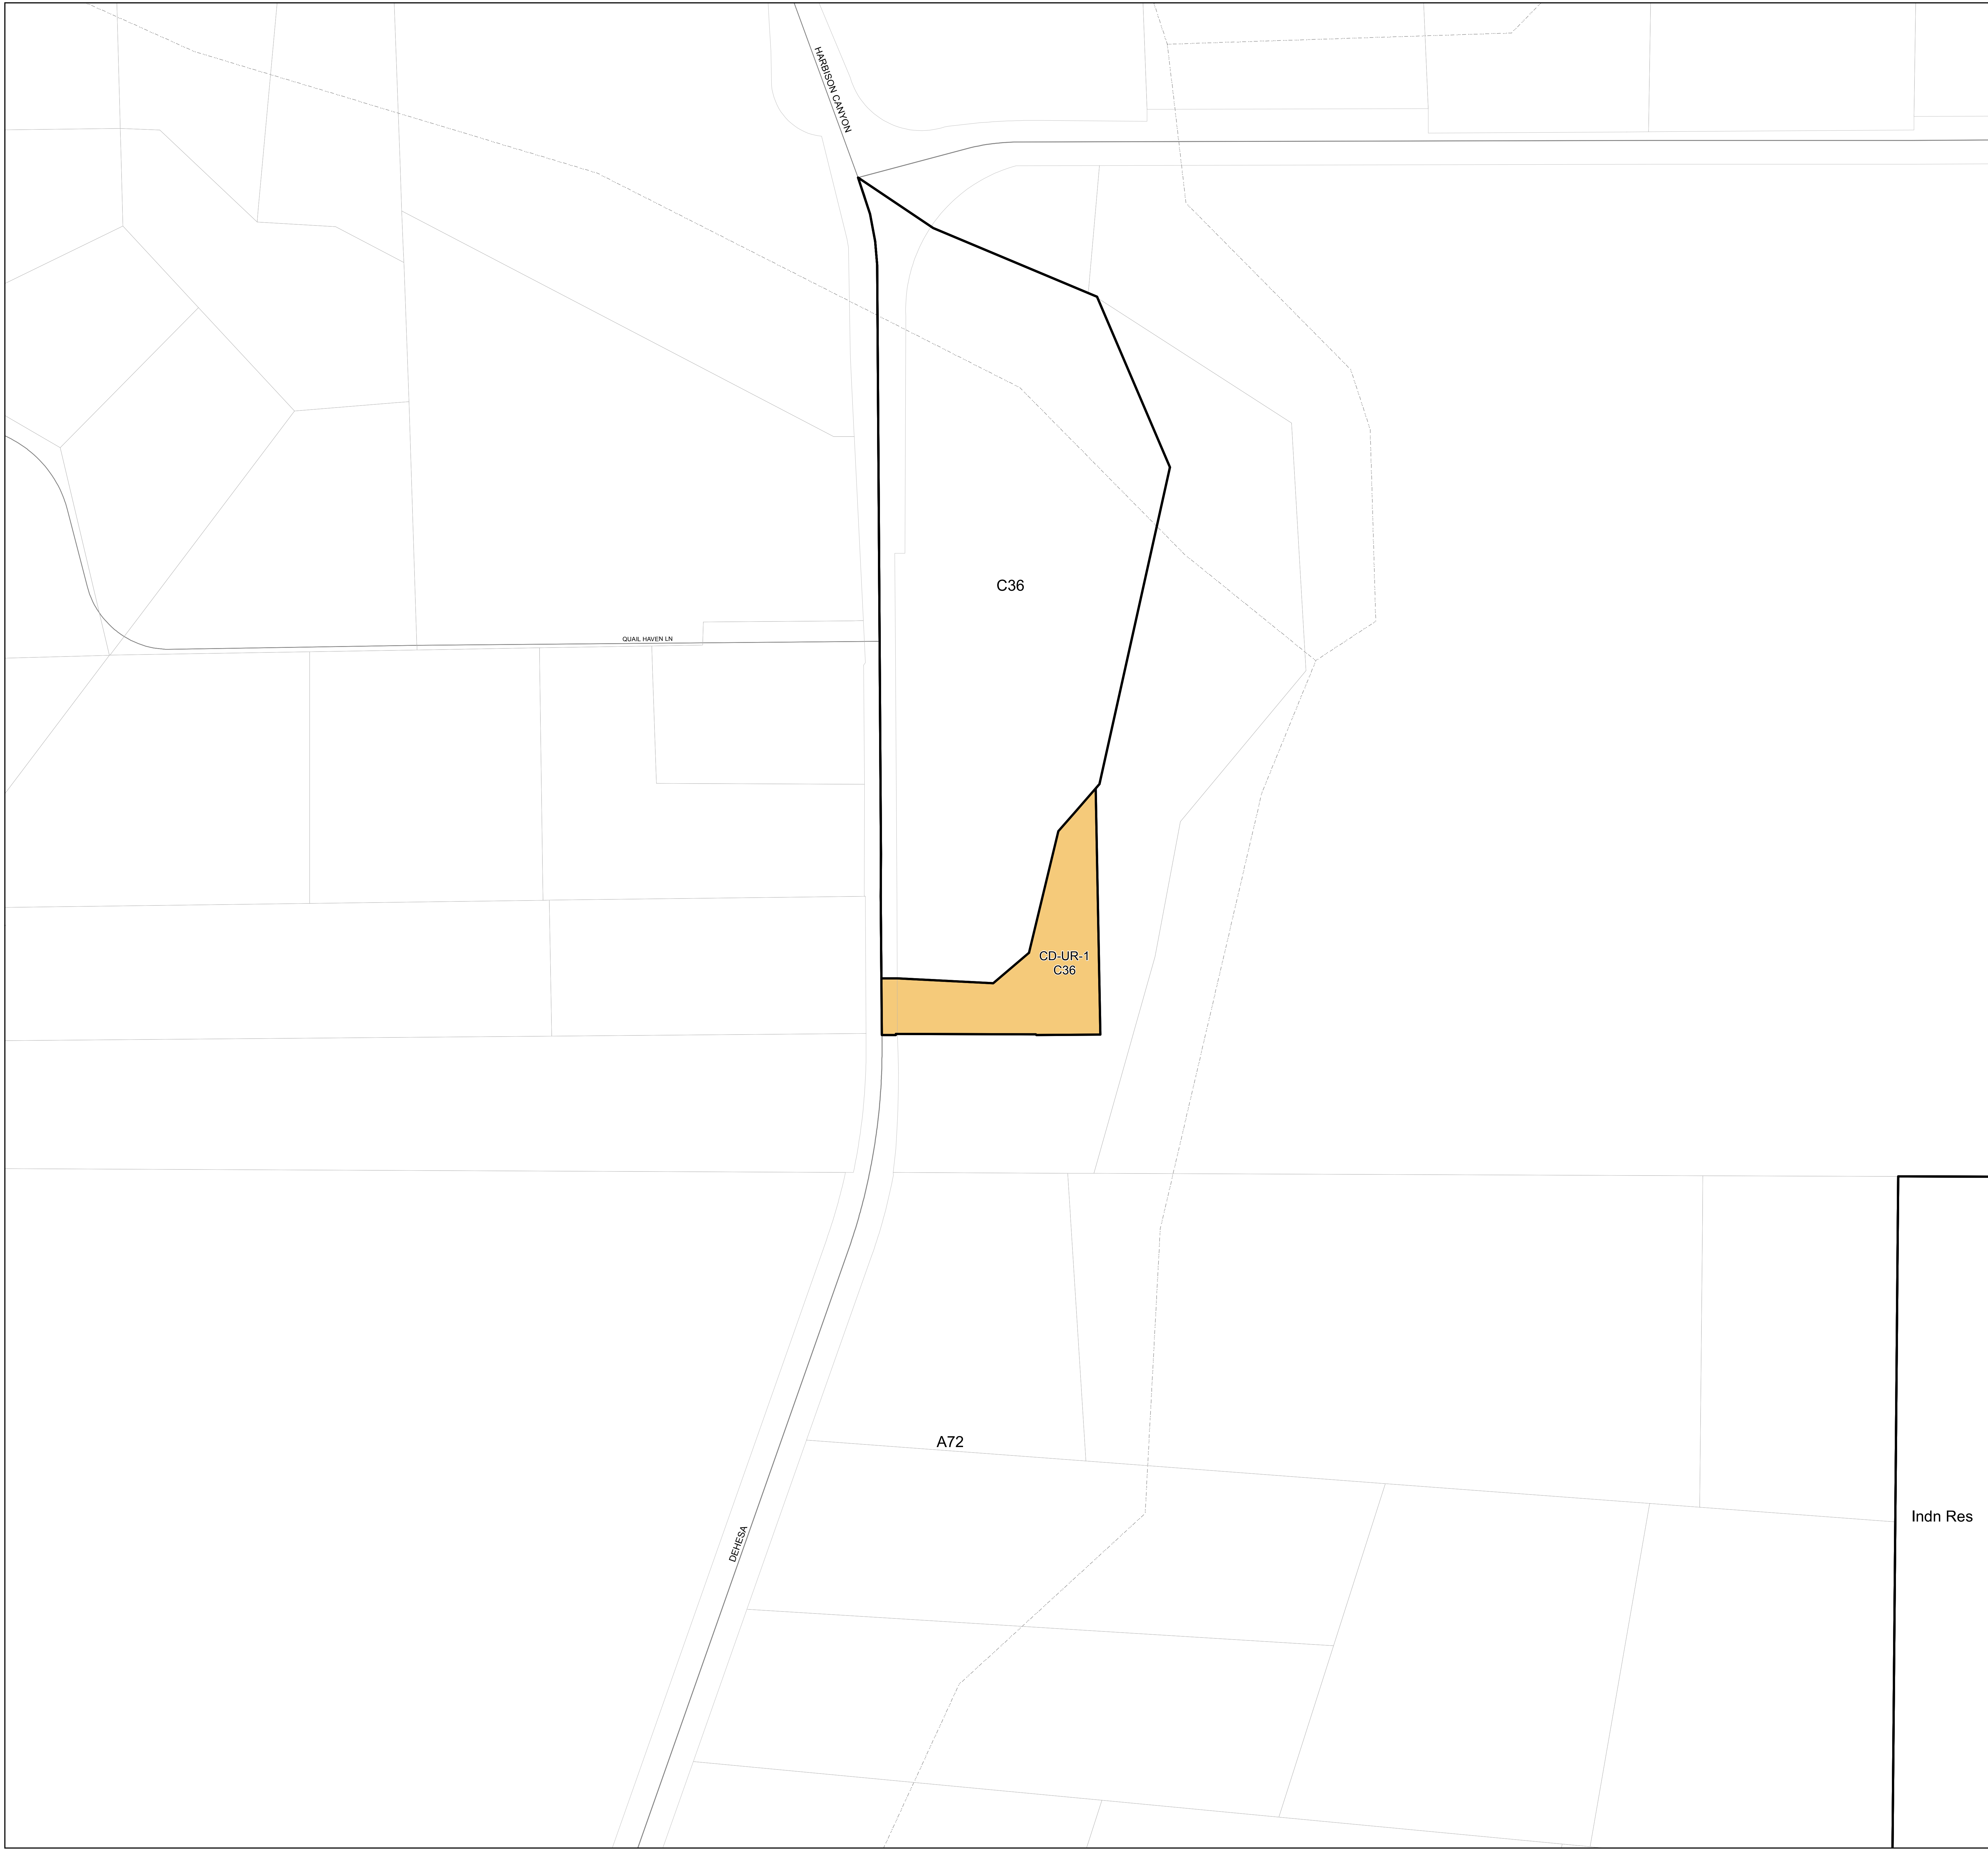 HARBISON CANYON
C36
QUAIL HAVEN LN
CD-UR-1
C36
A72
Indn Res
DEHESA